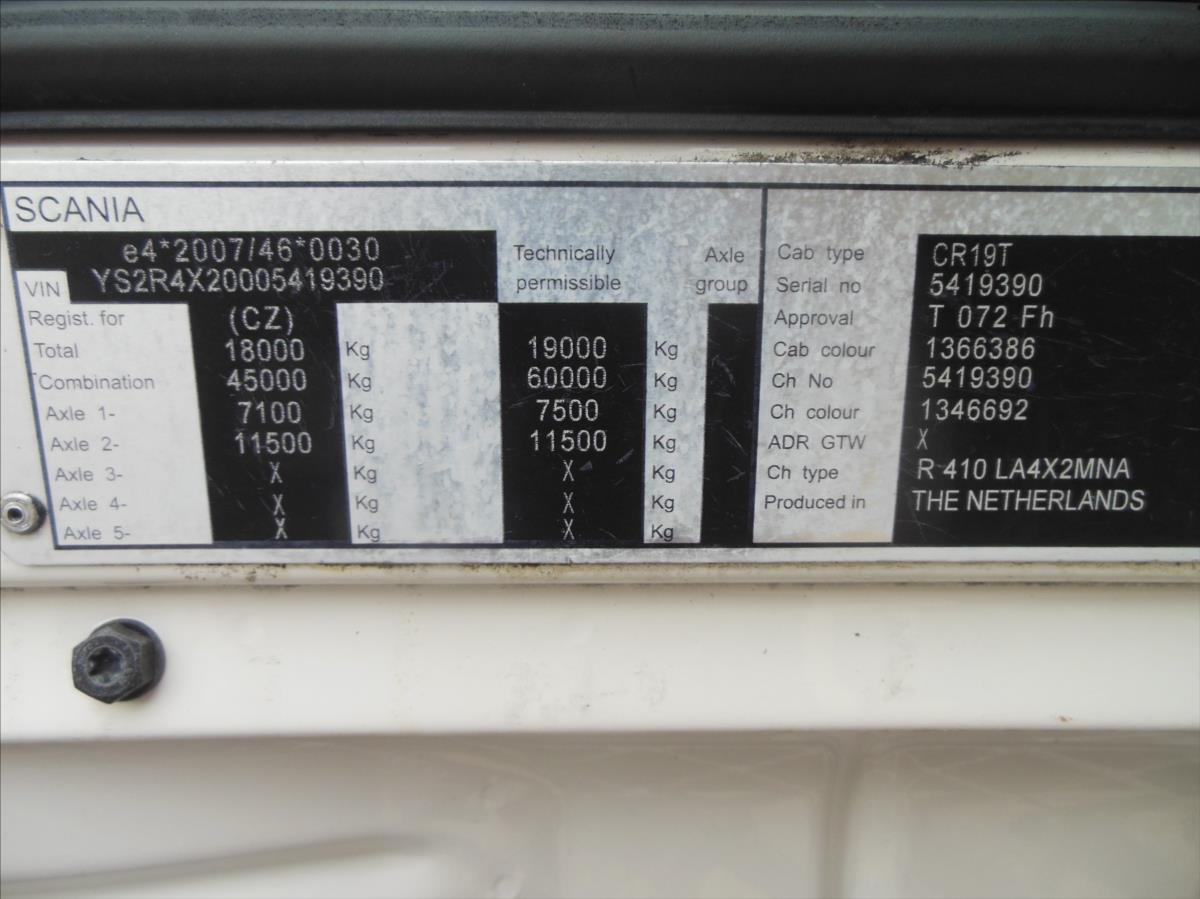 SCANIA
e4*2007/46*0030
VIN YS2R4X20005419390
Technically permissible
Axle group
Regist. for (CZ)
Total 18000 Kg 19000 Kg
Combination 45000 Kg 60000 Kg
Axle 1- 7100 Kg 7500 Kg
Axle 2- 11500 Kg 11500 Kg
Axle 3- X Kg X Kg
Axle 4- X Kg X Kg
Axle 5- X Kg X Kg
Cab type CR19T
Serial no 5419390
Approval T 072 Fh
Cab colour 1366386
Ch No 5419390
Ch colour 1346692
ADR GTW X
Ch type R 410 LA4X2MNA
Produced in THE NETHERLANDS